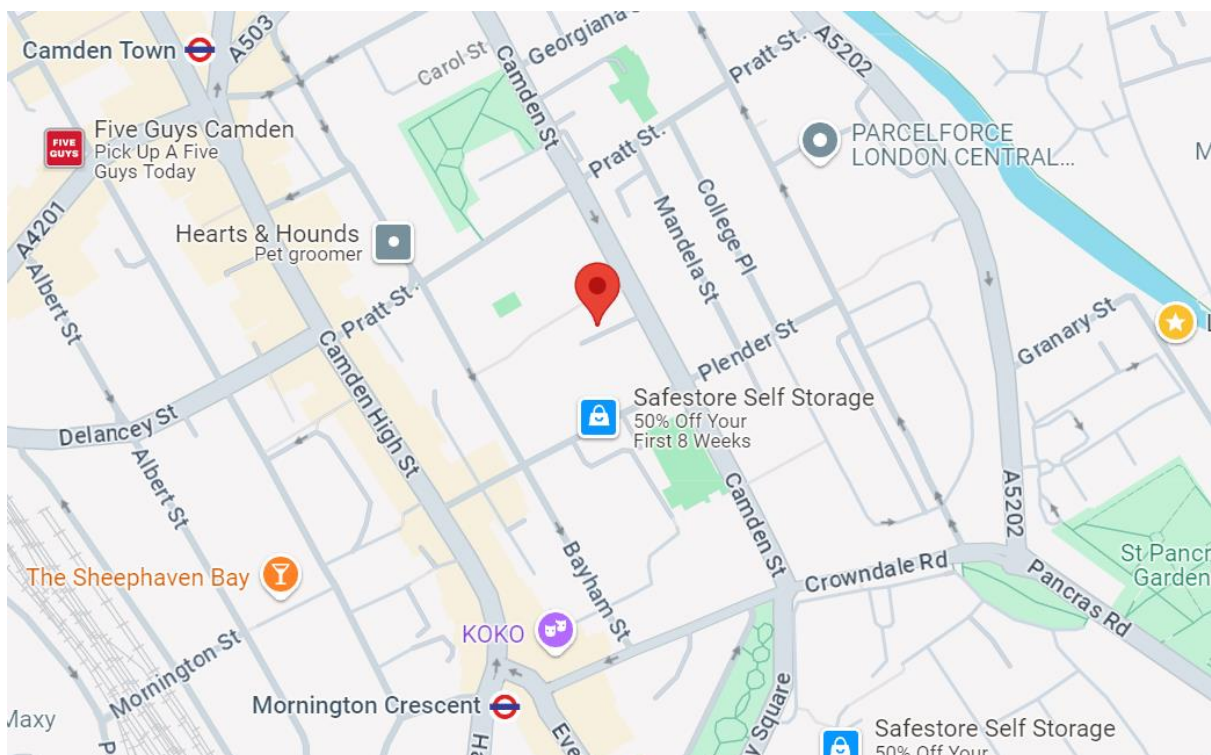 Camden Town
A503
Carol St
Georgiana S
Pratt St.
A5202
Camden St
FIVE
GUYS
Five Guys Camden
Pick Up A Five
Guys Today
Pratt St.
PARCELFORCE
LONDON CENTRAL...
M
A4201
Hearts & Hounds
Pet groomer
Mandela St
College Pl
Albert St
Pratt St.
Camden High St
Plender St
Granary St
L
Delancey St
Safestore Self Storage
50% Off Your
First 8 Weeks
Albert St
Camden St
A5202
The Sheephaven Bay
Bayham St
Crowndale Rd
St Pancr
Garden
Pancras Rd
KOKO
Mornington St
Mornington Crescent
Maxy
P
Ha
Eve
y Square
Safestore Self Storage
50% Off Your